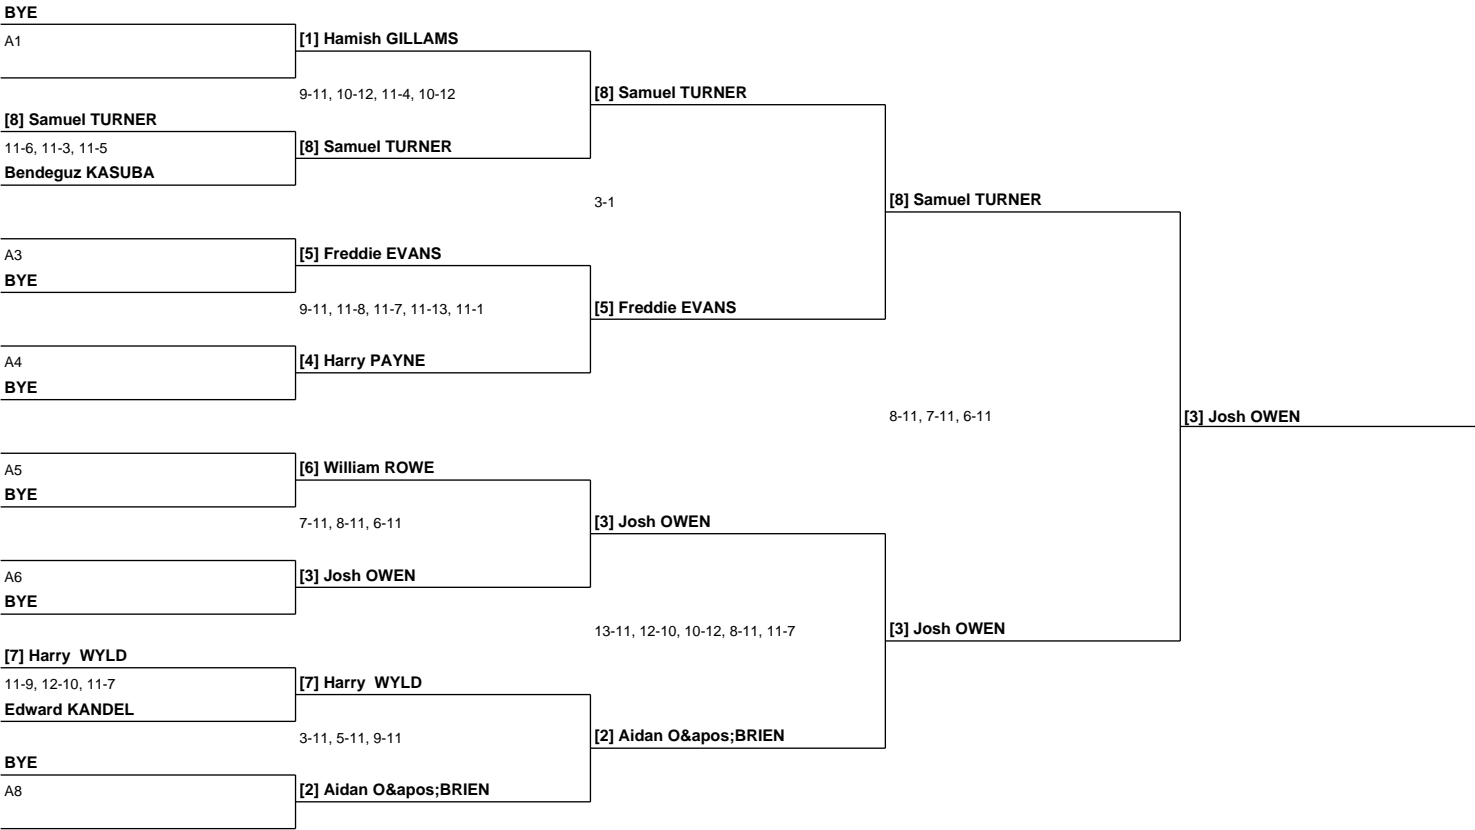 BYE
A1
[1] Hamish GILLAMS
9-11, 10-12, 11-4, 10-12
[8] Samuel TURNER
[8] Samuel TURNER
11-6, 11-3, 11-5
[8] Samuel TURNER
Bendeguz KASUBA
3-1
[8] Samuel TURNER
A3
[5] Freddie EVANS
BYE
9-11, 11-8, 11-7, 11-13, 11-1
[5] Freddie EVANS
A4
[4] Harry PAYNE
BYE
8-11, 7-11, 6-11
[3] Josh OWEN
A5
[6] William ROWE
BYE
7-11, 8-11, 6-11
[3] Josh OWEN
A6
[3] Josh OWEN
BYE
13-11, 12-10, 10-12, 8-11, 11-7
[3] Josh OWEN
[7] Harry  WYLD
11-9, 12-10, 11-7
[7] Harry  WYLD
Edward KANDEL
3-11, 5-11, 9-11
[2] Aidan O&apos;BRIEN
BYE
A8
[2] Aidan O&apos;BRIEN